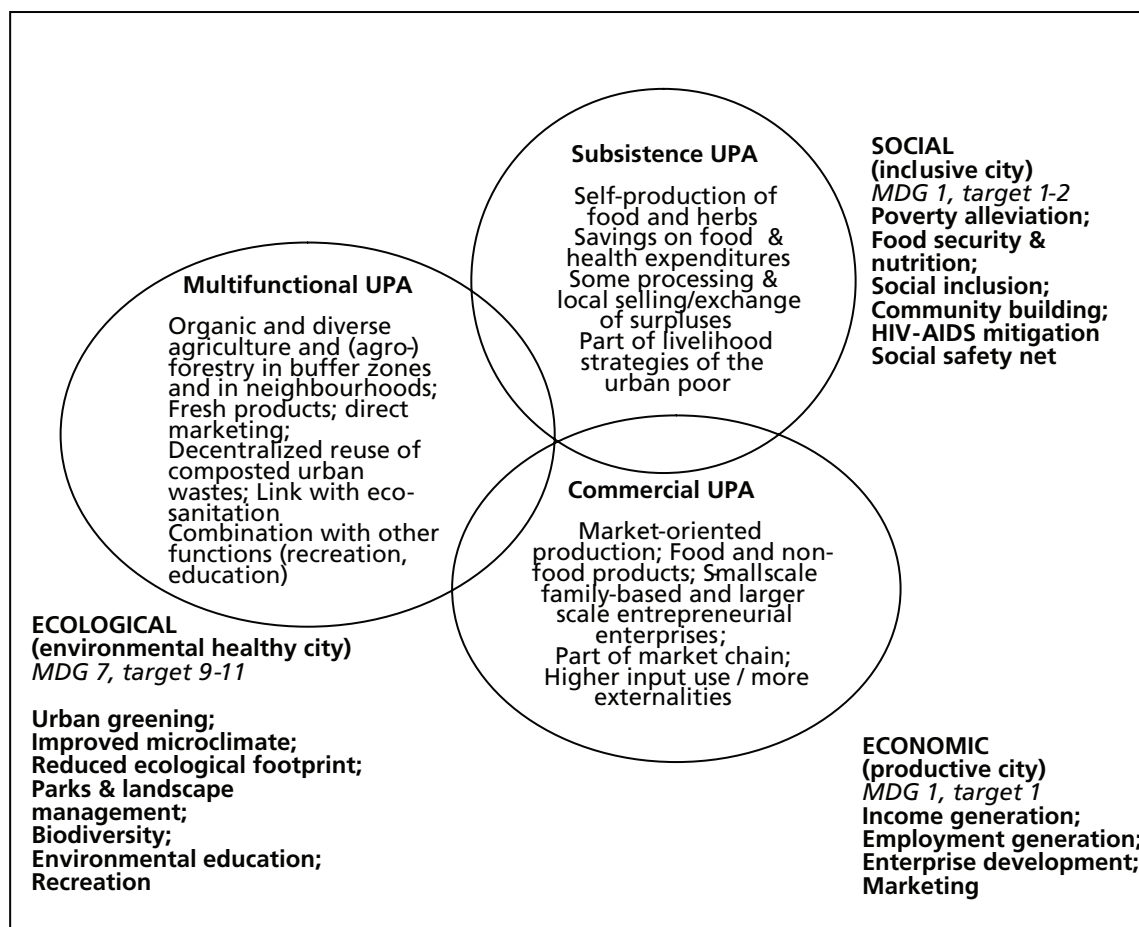 Subsistence UPA
Self-production of
food and herbs
Savings on food &
health expenditures
Some processing &
local selling/exchange
of surpluses
Part of livelihood
strategies of the
urban poor
SOCIAL
(inclusive city)
MDG 1, target 1-2
Poverty alleviation;
Food security &
nutrition;
Social inclusion;
Community building;
HIV-AIDS mitigation
Social safety net
Multifunctional UPA
Organic and diverse
agriculture and (agro-)
forestry in buffer zones
and in neighbourhoods;
Fresh products; direct
marketing;
Decentralized reuse of
composted urban
wastes; Link with eco-
sanitation
Combination with other
functions (recreation,
education)
Commercial UPA
Market-oriented
production; Food and non-
food products; Smallscale
family-based and larger
scale entrepreneurial
enterprises;
Part of market chain;
Higher input use / more
externalities
ECOLOGICAL
(environmental healthy city)
MDG 7, target 9-11
Urban greening;
Improved microclimate;
Reduced ecological footprint;
Parks & landscape
management;
Biodiversity;
Environmental education;
Recreation
ECONOMIC
(productive city)
MDG 1, target 1
Income generation;
Employment generation;
Enterprise development;
Marketing